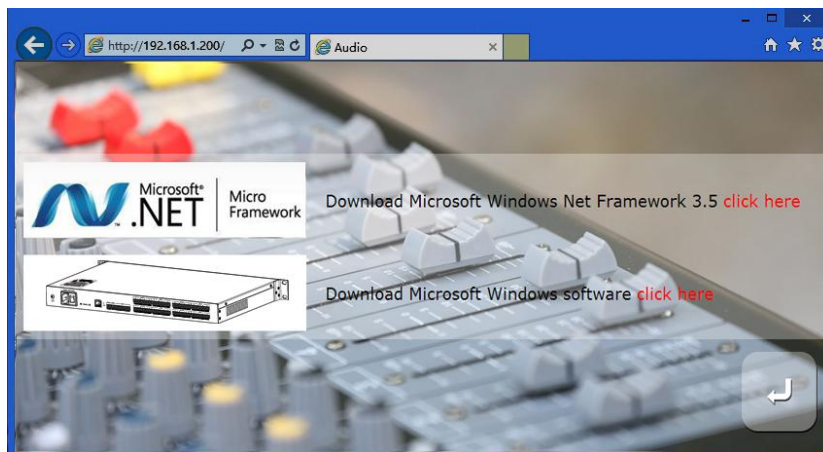 http://192.168.1.200/
Audio
Microsoft®
.NET™
Micro
Framework
Download Microsoft Windows Net Framework 3.5 click here
Download Microsoft Windows software click here